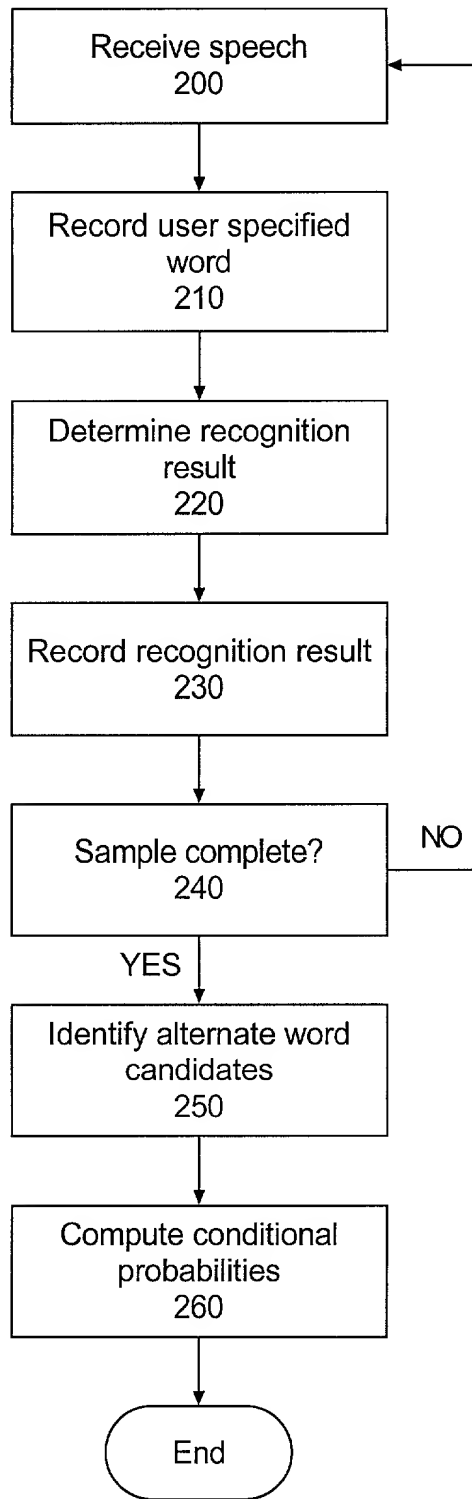 Receive speech
200
Record user specified
word
210
Determine recognition
result
220
Record recognition result
230
Sample complete?
240
NO
YES
Identify alternate word
candidates
250
Compute conditional
probabilities
260
End